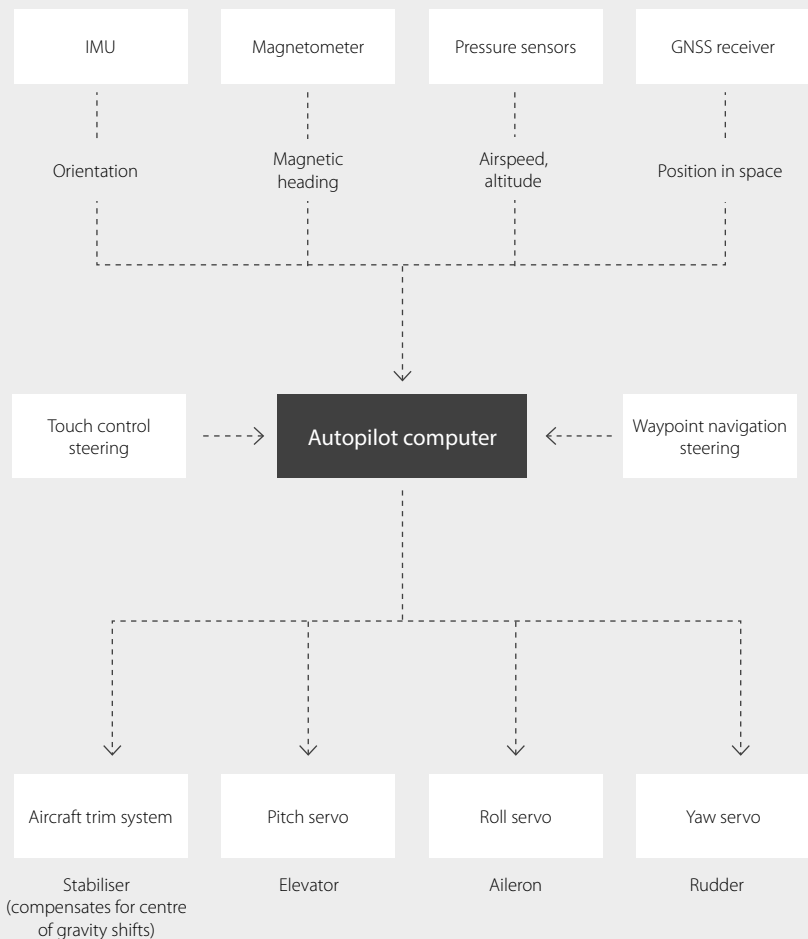 IMU
Magnetometer
Pressure sensors
GNSS receiver
Orientation
Magnetic
heading
Airspeed,
altitude
Position in space
Touch control
steering
Autopilot computer
Waypoint navigation
steering
Aircraft trim system
Pitch servo
Roll servo
Yaw servo
Stabiliser
(compensates for centre
of gravity shifts)
Elevator
Aileron
Rudder